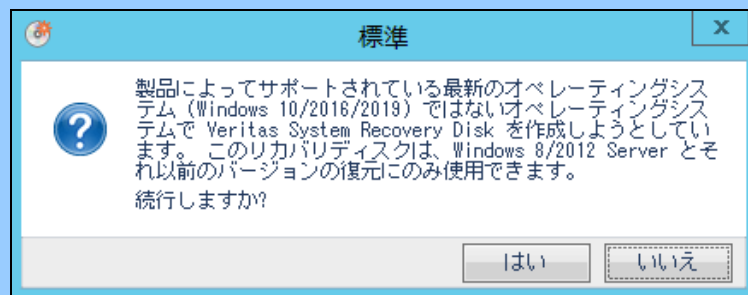 標準
x
製品によってサポートされている最新のオペレーティングシス
テム (Windows 10/2016/2019) ではないオペレーティングシス
テムで Veritas System Recovery Disk を作成しようとしてい
ます。 このリカバリディスクは、Windows 8/2012 Server とそ
れ以前のバージョンの復元にのみ使用できます。
続行しますか?
はい
いいえ